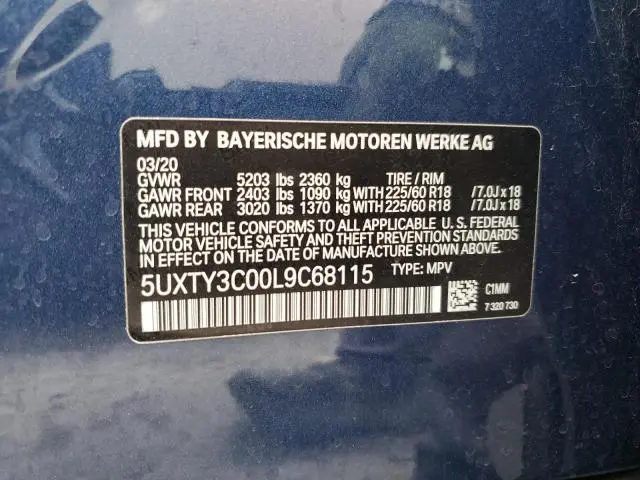 MFD BY BAYERISCHE MOTOREN WERKE AG
03/20
GVWR 5203 lbs 2360 kg TIRE / RIM
GAWR FRONT 2403 lbs 1090 kg WITH 225/60 R18 / 7.0J x 18
GAWR REAR 3020 lbs 1370 kg WITH 225/60 R18 / 7.0J x 18
THIS VEHICLE CONFORMS TO ALL APPLICABLE U. S. FEDERAL
MOTOR VEHICLE SAFETY AND THEFT PREVENTION STANDARDS
IN EFFECT ON THE DATE OF MANUFACTURE SHOWN ABOVE.
5UXTY3C00L9C68115 TYPE: MPV
C1MM
7 320 730